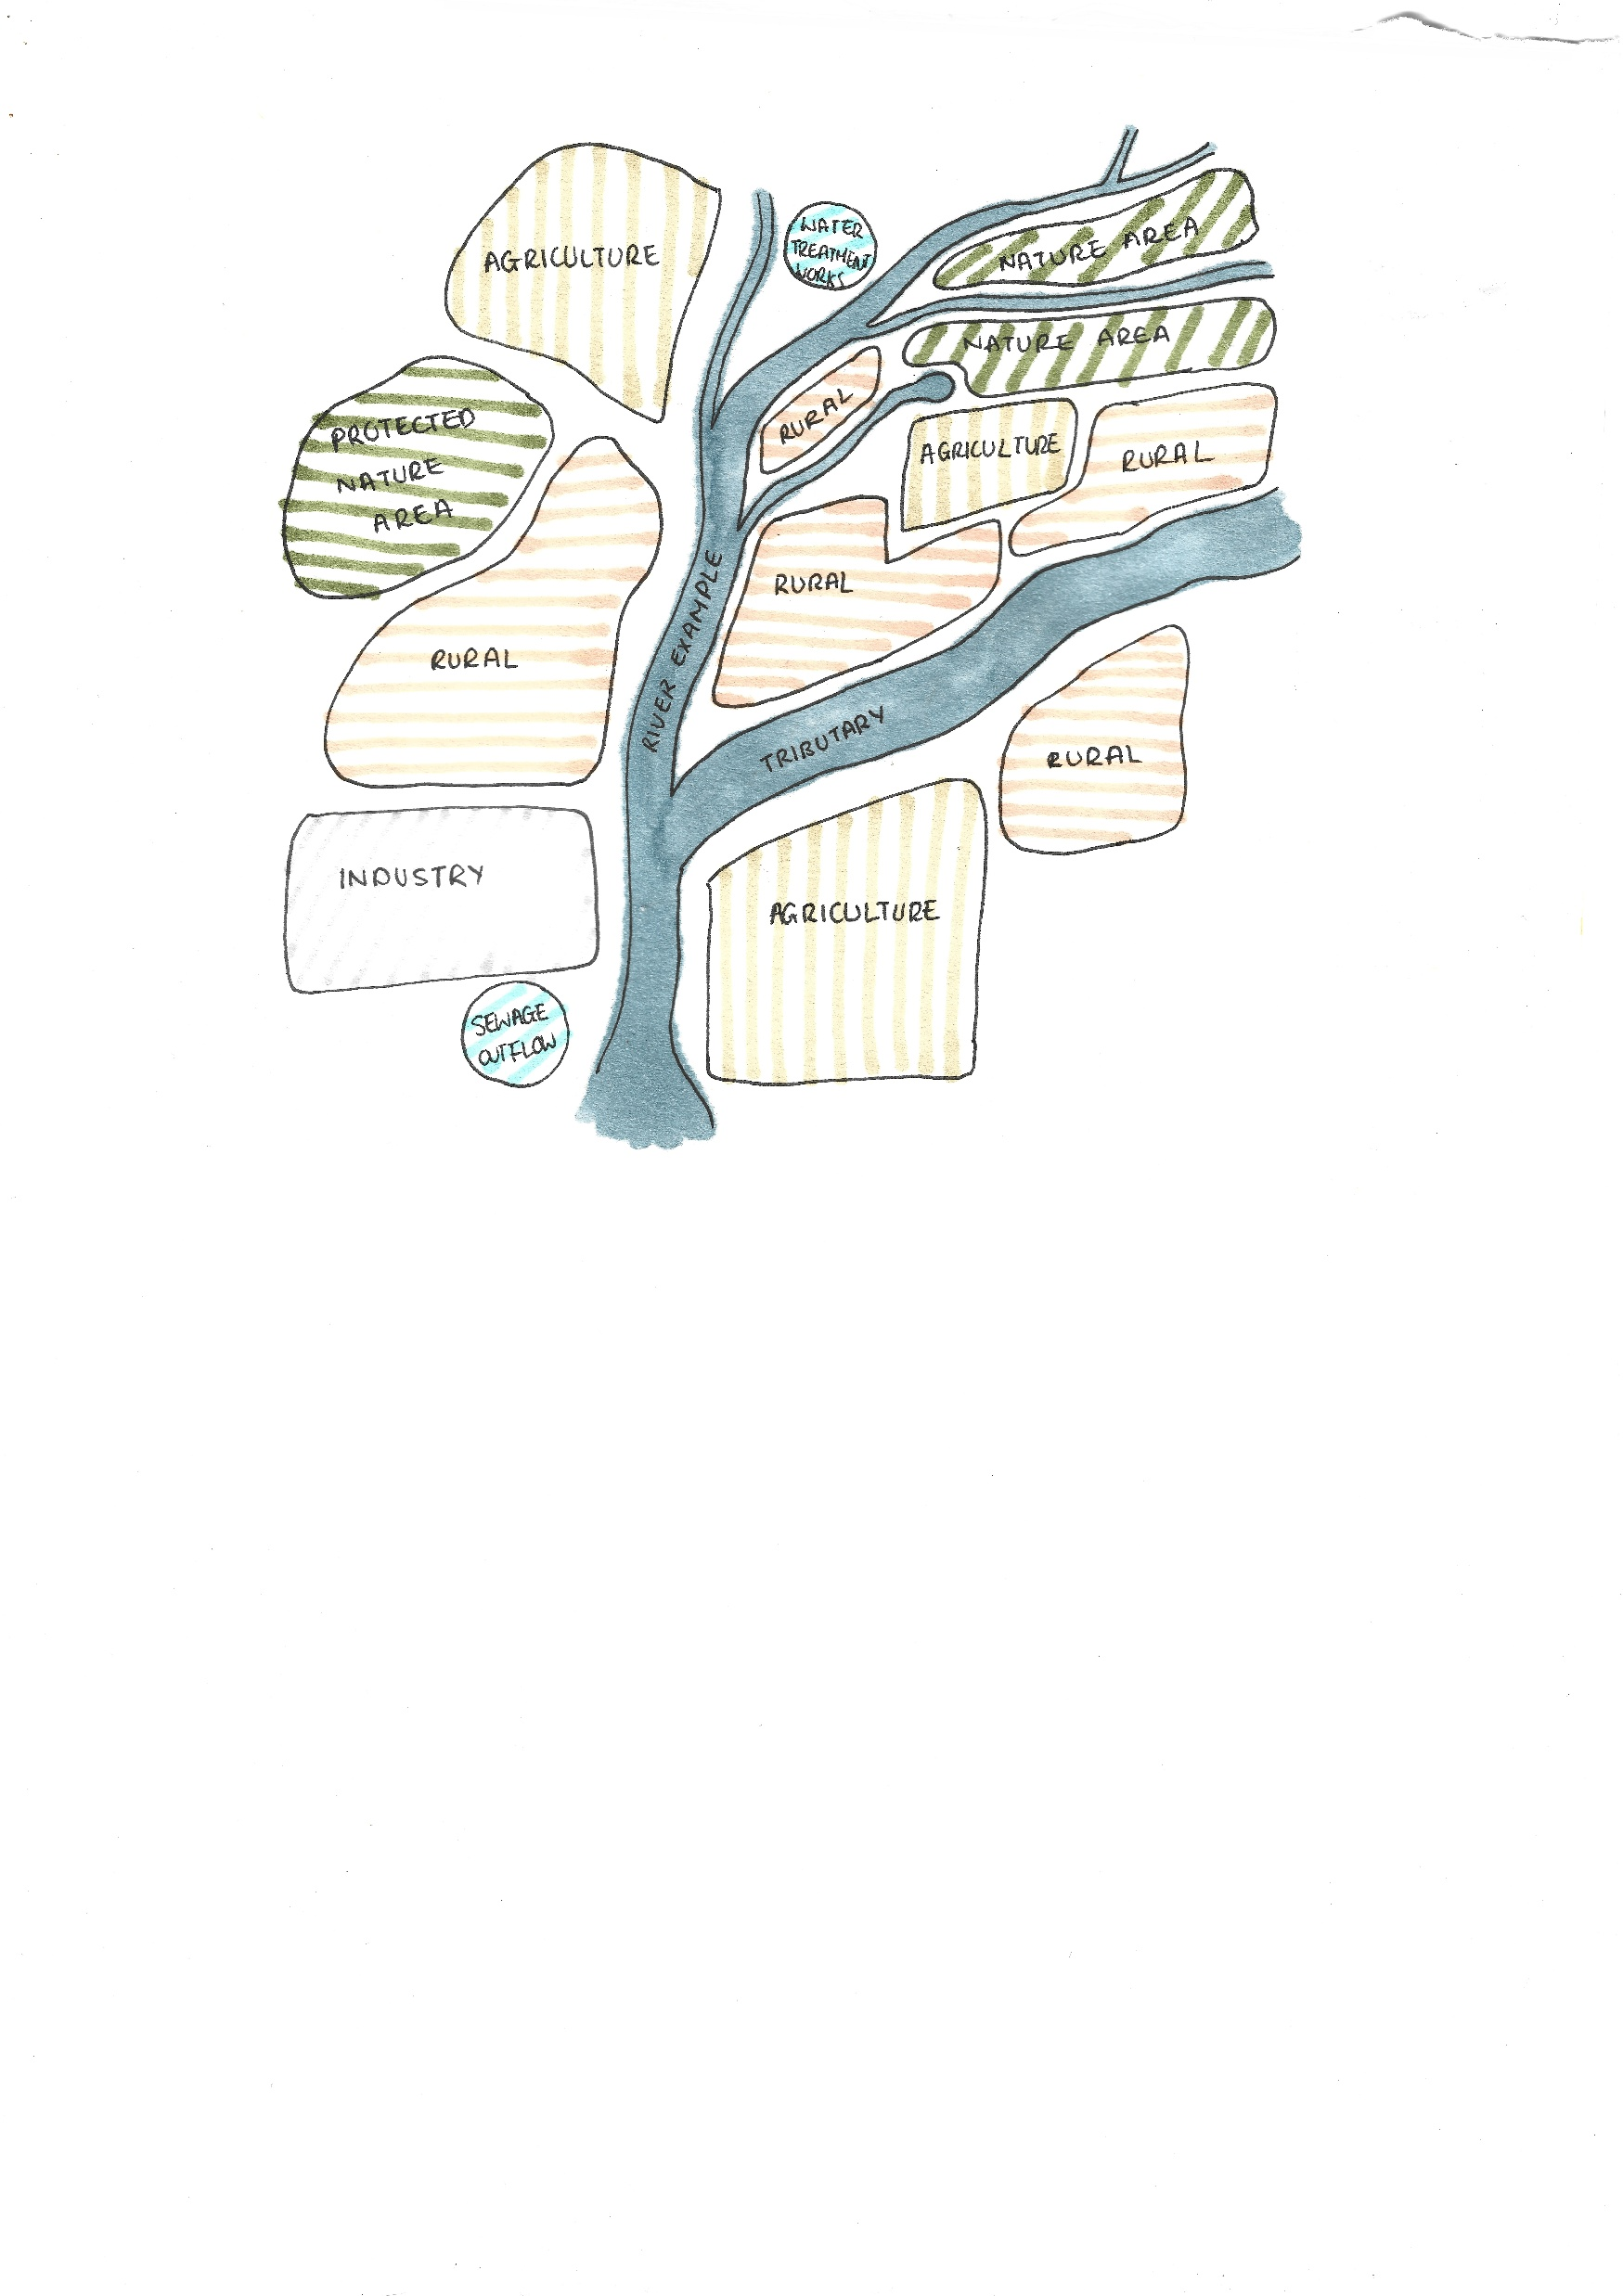 WATER
TREATMENT
WORKS
NATURE AREA
AGRICULTURE
NATURE AREA
PROTECTED
NATURE
AREA
RURAL
AGRICULTURE
RURAL
RURAL
RIVER EXAMPLE
RURAL
TRIBUTARY
RURAL
INDUSTRY
AGRICULTURE
SEWAGE
OUTFLOW